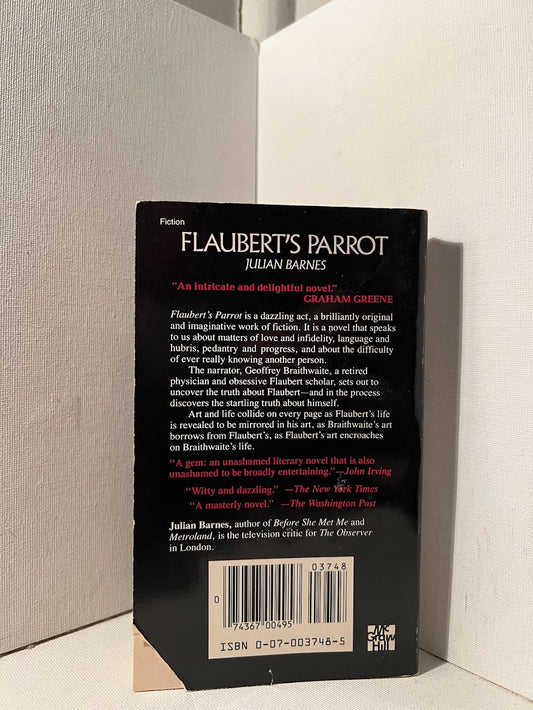 Fiction
FLAUBERT'S PARROT
JULIAN BARNES
"An intricate and delightful novel."
GRAHAM GREENE
Flaubert's Parrot is a dazzling act, a brilliantly original
and imaginative work of fiction. It is a novel that speaks
to us about matters of love and infidelity, language and
hubris, pedantry and progress, and about the difficulty
of ever really knowing another person.
The narrator, Geoffrey Braithwaite, a retired
physician and obsessive Flaubert scholar, sets out to
uncover the truth about Flaubert—and in the process
discovers the startling truth about himself.
Art and life collide on every page as Flaubert's life
is revealed to be mirrored in his art, as Braithwaite's art
borrows from Flaubert's, as Flaubert's art encroaches
on Braithwaite's life.
"A gem: an unashamed literary novel that is also
unashamed to be broadly entertaining."—John Irving
"Witty and dazzling." —The New York Times
"A masterly novel." —The Washington Post
Julian Barnes, author of Before She Met Me and
Metroland, is the television critic for The Observer
in London.
03748
0
74367 00495
ISBN 0-07-003748-5
Mc
Graw
Hill